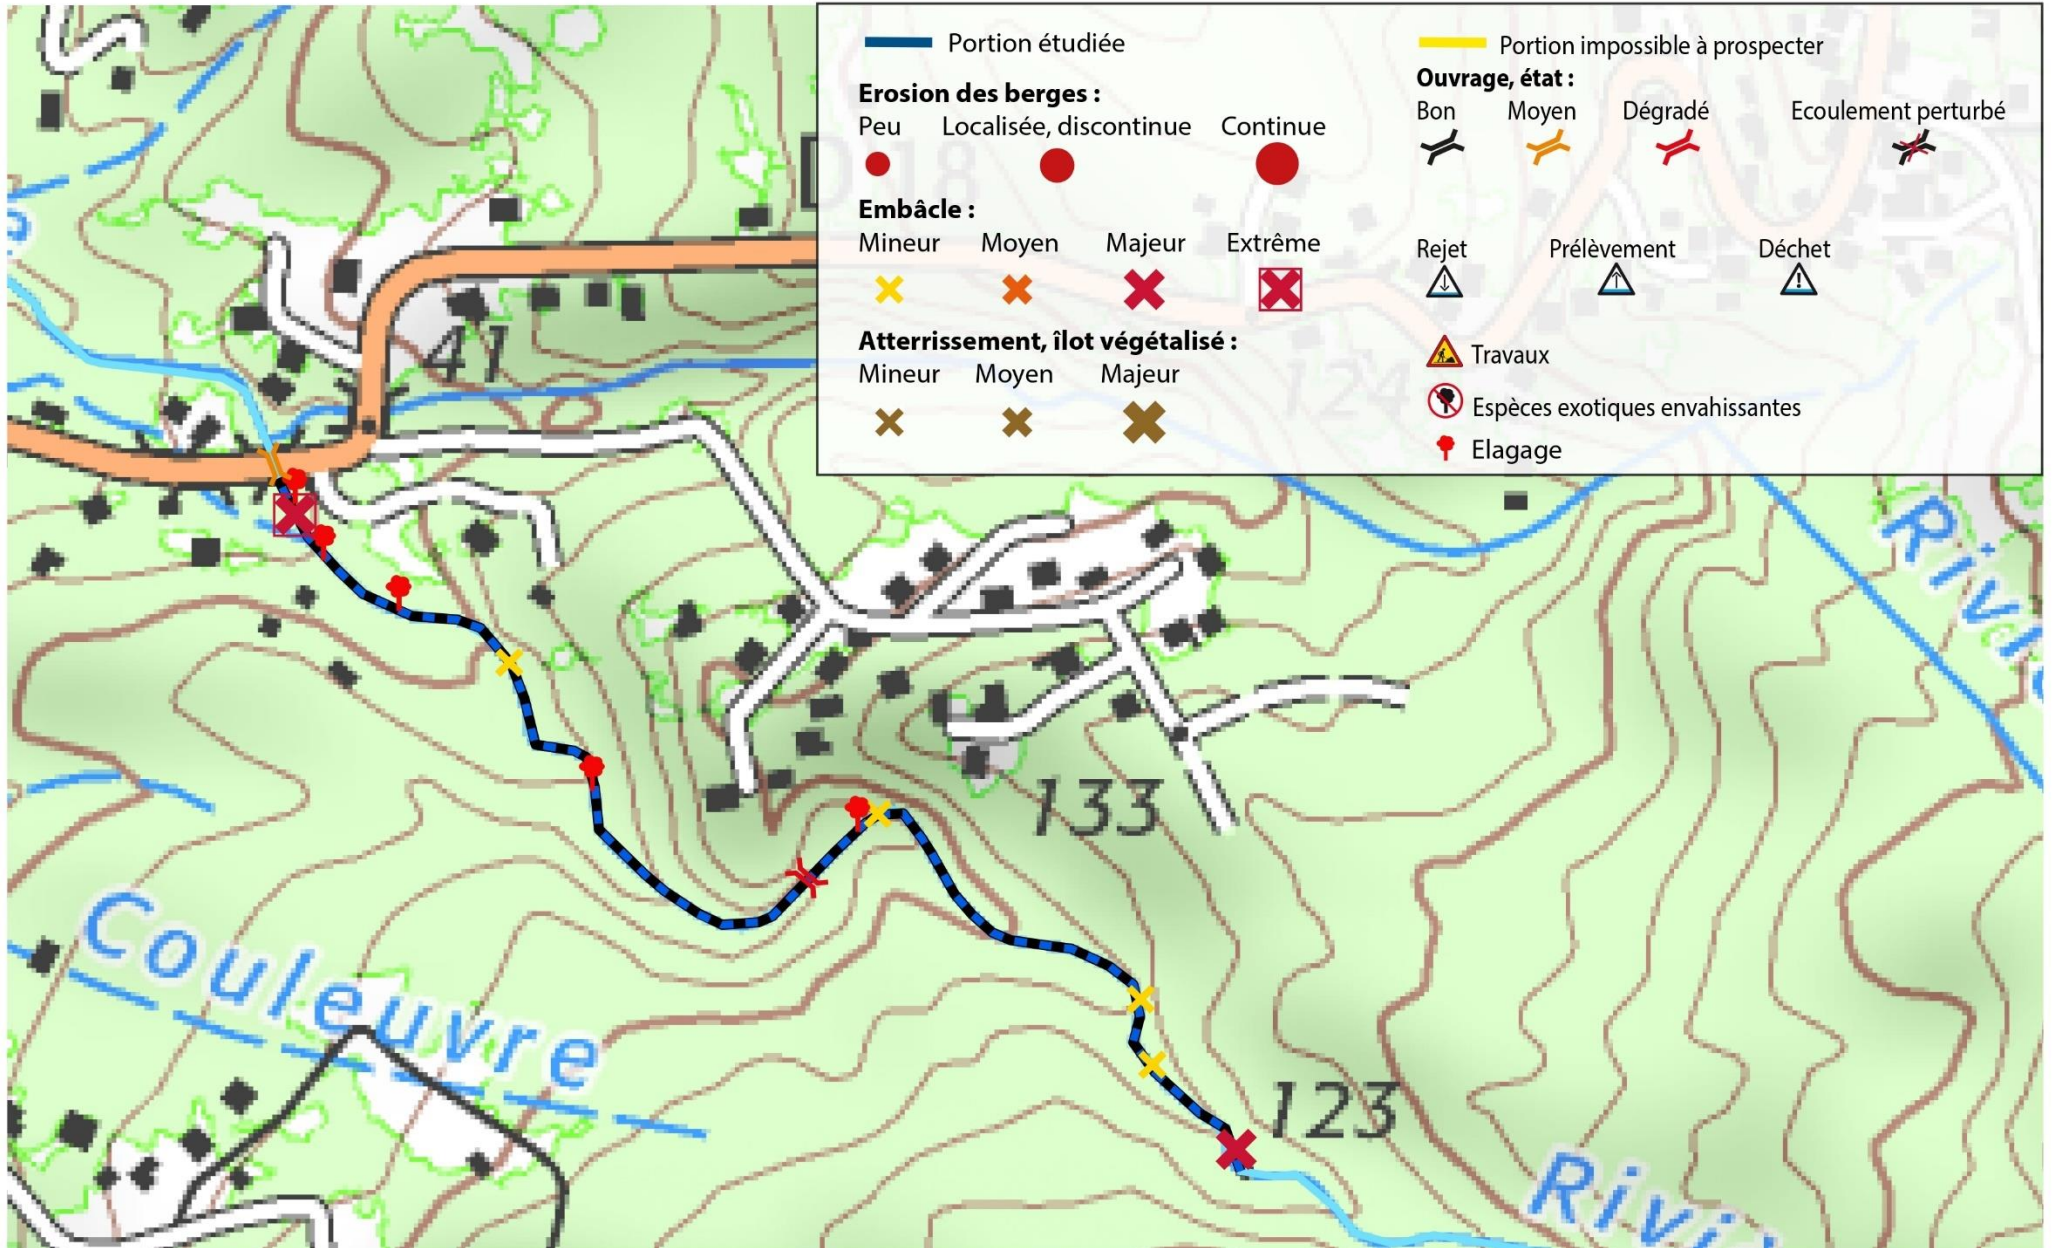 Portion étudiée
Erosion des berges :
Peu Localisée, discontinue Continue
Embâcle :
Mineur Moyen Majeur Extrême
Atterrissement, îlot végétalisé :
Mineur Moyen Majeur
Portion impossible à prospecter
Ouvrage, état :
Bon Moyen Dégradé Ecoulement perturbé
Rejet Prélèvement Déchet
Travaux
Espèces exotiques envahissantes
Elagage
D 18
41
124
133
123
Couleuvre
Riviè
Rivi